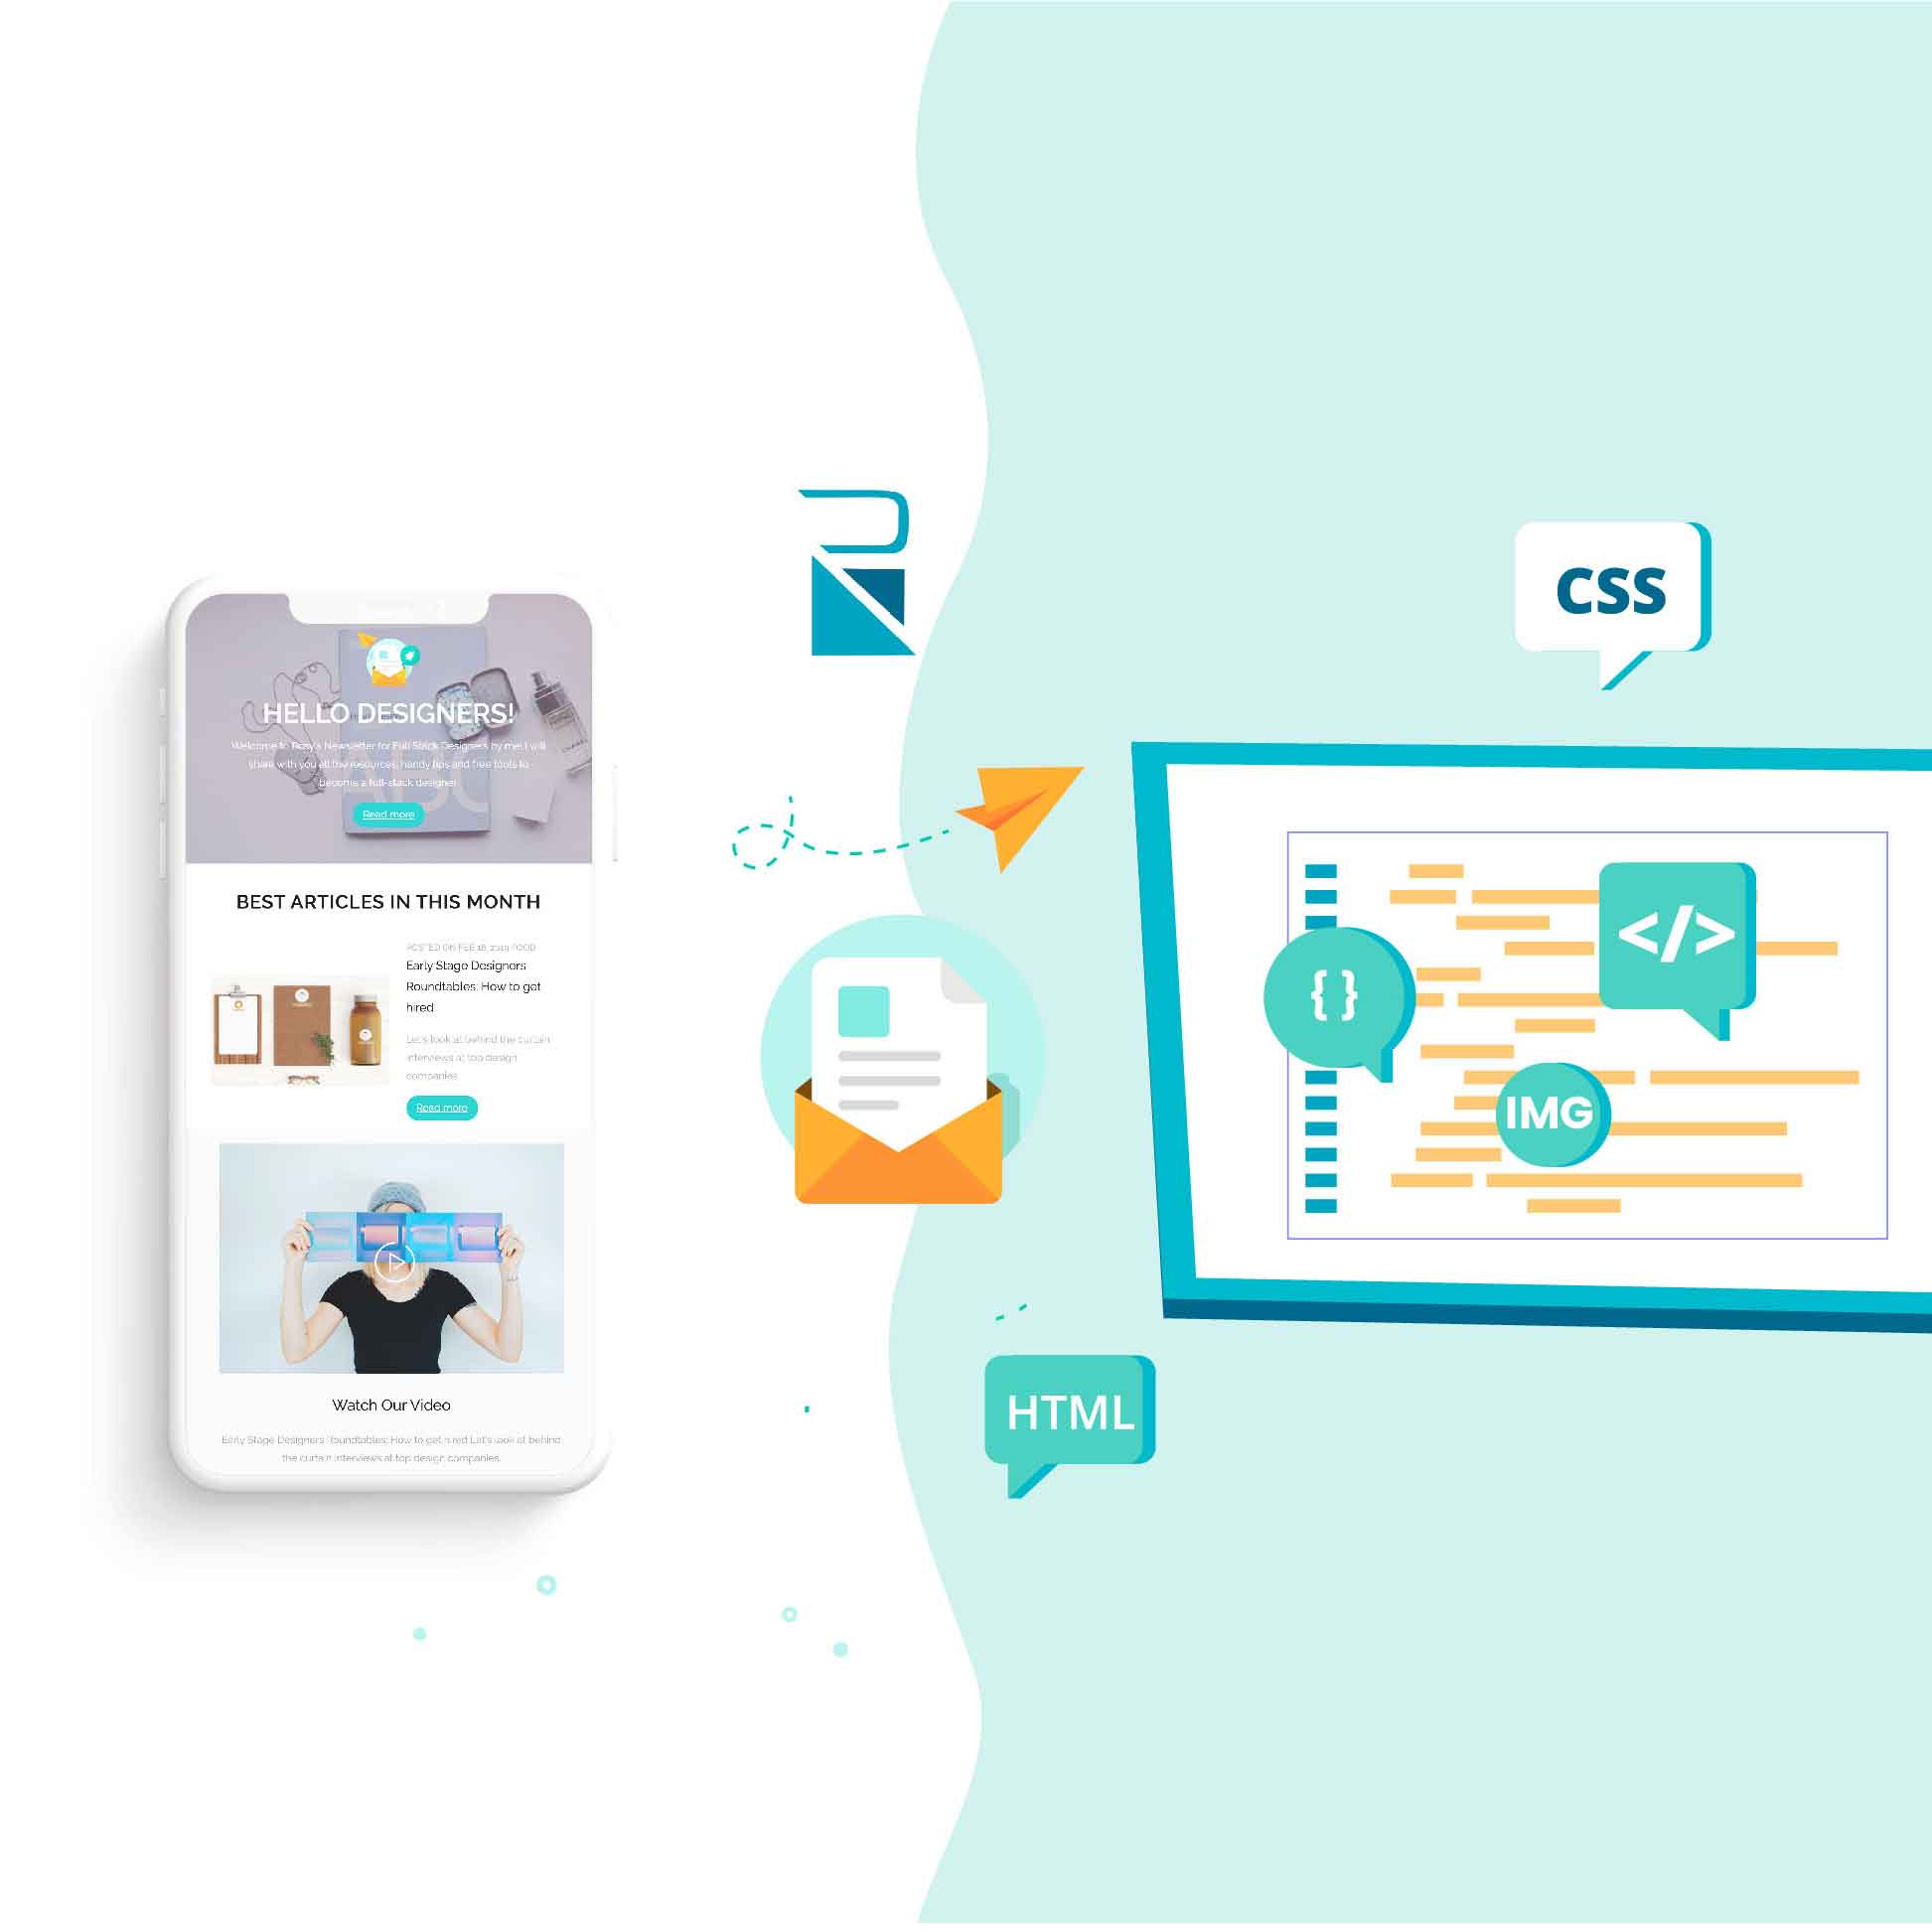 HELLO DESIGNERS!
Welcome to Rosy's Newsletter for Full Stack Designers by me! I will
share with you all the resources, handy tips and free tools to
become a full-stack designer.
Read more
BEST ARTICLES IN THIS MONTH
POSTED ON FEB 18, 2019 FOOD
Early Stage Designers
Roundtables: How to get
hired
Let's look at behind the curtain
interviews at top design
companies
Read more
Watch Our Video
Early Stage Designers Roundtables: How to get hired Let's look at behind
the curtain interviews at top design companies.
CSS
</>
{}
IMG
HTML